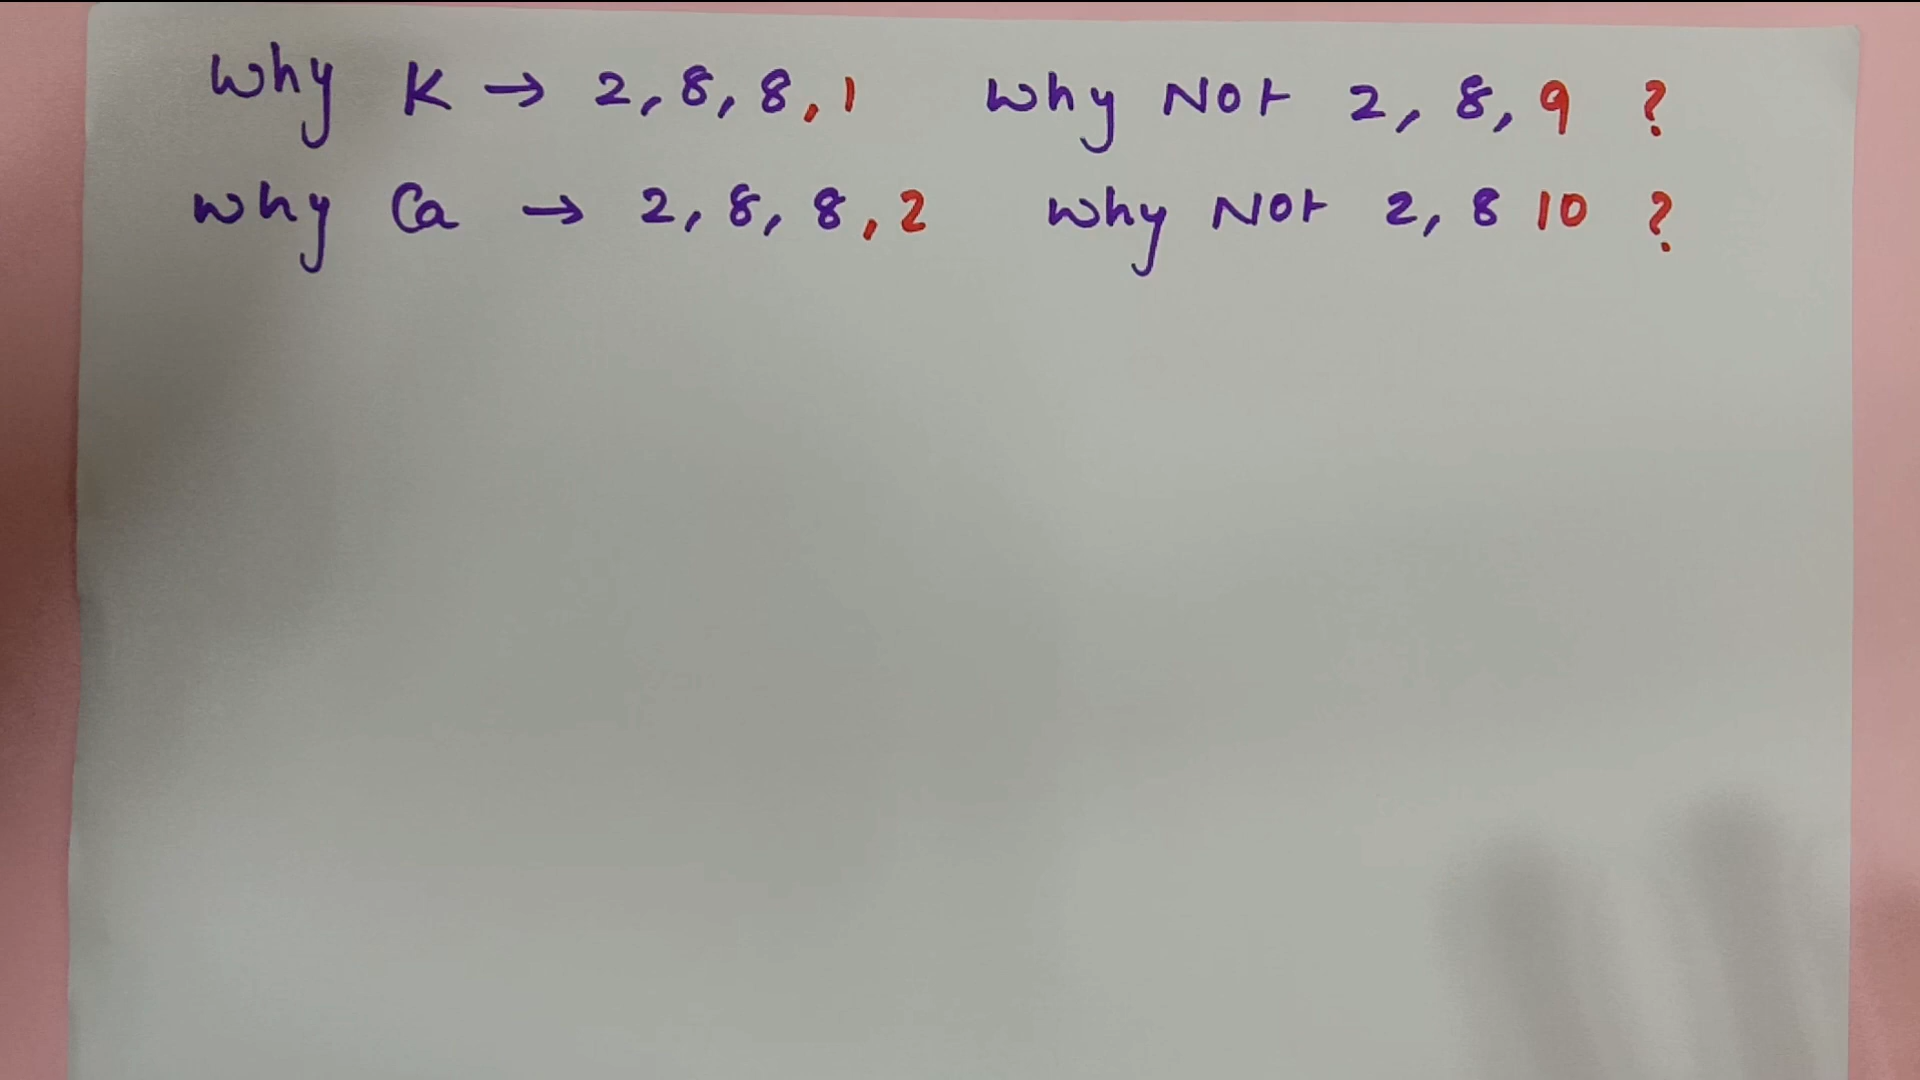 Why K → 2, 8, 8, 1 Why Not 2, 8, 9 ?
Why Ca → 2, 8, 8, 2 Why Not 2, 8 10 ?